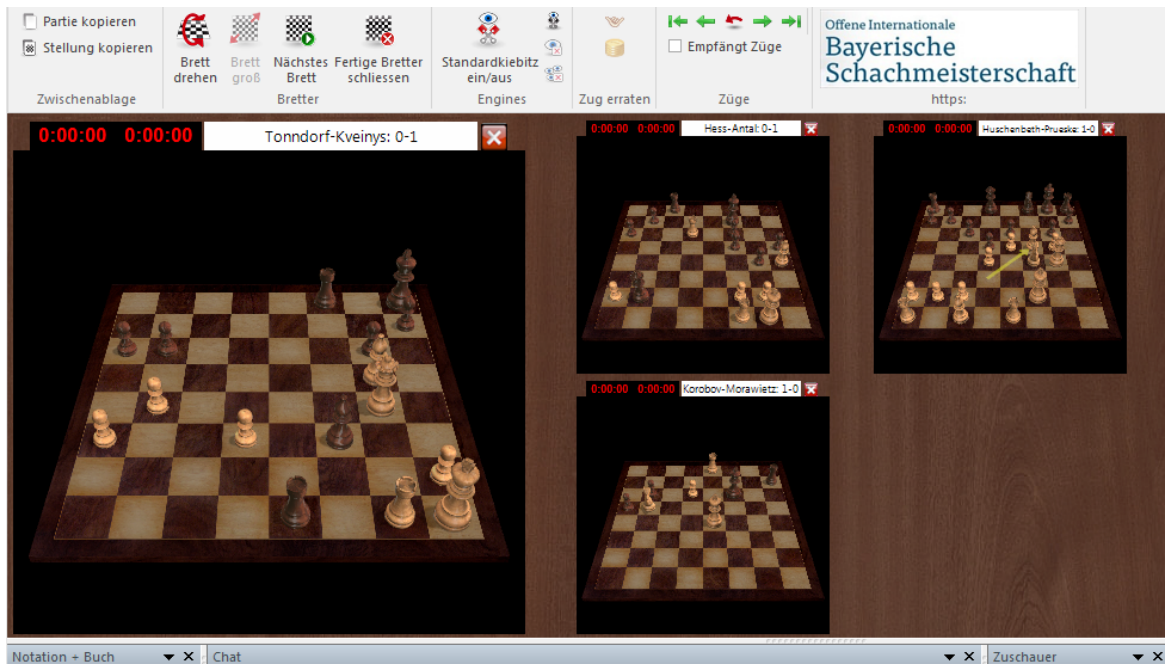 Partie kopieren
Stellung kopieren
Zwischenablage
Brett drehen
Brett groß
Nächstes Brett
Fertige Bretter schliessen
Bretter
Standardkiebitz ein/aus
Engines
Zug erraten
Empfängt Züge
Züge
Offene Internationale
Bayerische
Schachmeisterschaft
https:
0:00:00 0:00:00 Tonndorf-Kveinys: 0-1
0:00:00 0:00:00 Hess-Antal: 0-1
0:00:00 0:00:00 Huschenbeth-Prueske: 1-0
0:00:00 0:00:00 Korobov-Morawietz: 1-0
Notation + Buch
Chat
Zuschauer